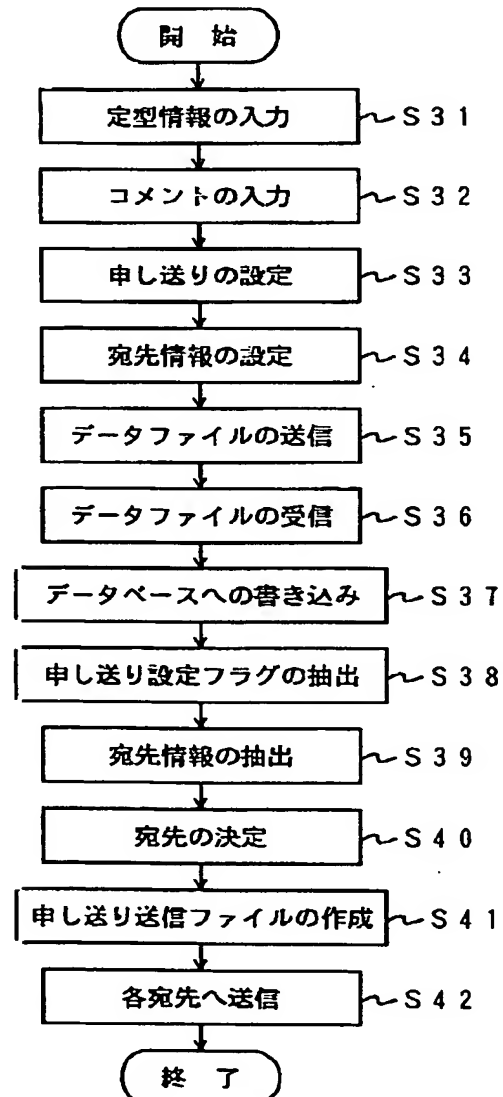 開 始
定型情報の入力 S31
コメントの入力 S32
申し送りの設定 S33
宛先情報の設定 S34
データファイルの送信 S35
データファイルの受信 S36
データベースへの書き込み S37
申し送り設定フラグの抽出 S38
宛先情報の抽出 S39
宛先の決定 S40
申し送り送信ファイルの作成 S41
各宛先へ送信 S42
終 了